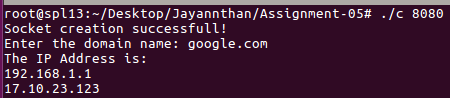 root@spl13:~/Desktop/Jayannthan/Assignment-05# ./c 8080
Socket creation successfull!
Enter the domain name: google.com
The IP Address is:
192.168.1.1
17.10.23.123